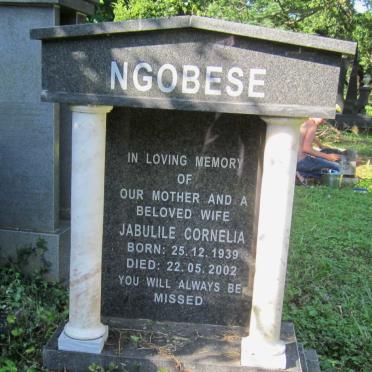 NGOBESE
IN LOVING MEMORY
OF
OUR MOTHER AND A
BELOVED WIFE
JABULILE CORNELIA
BORN: 25.12.1939
DIED: 22.05.2002
YOU WILL ALWAYS BE
MISSED